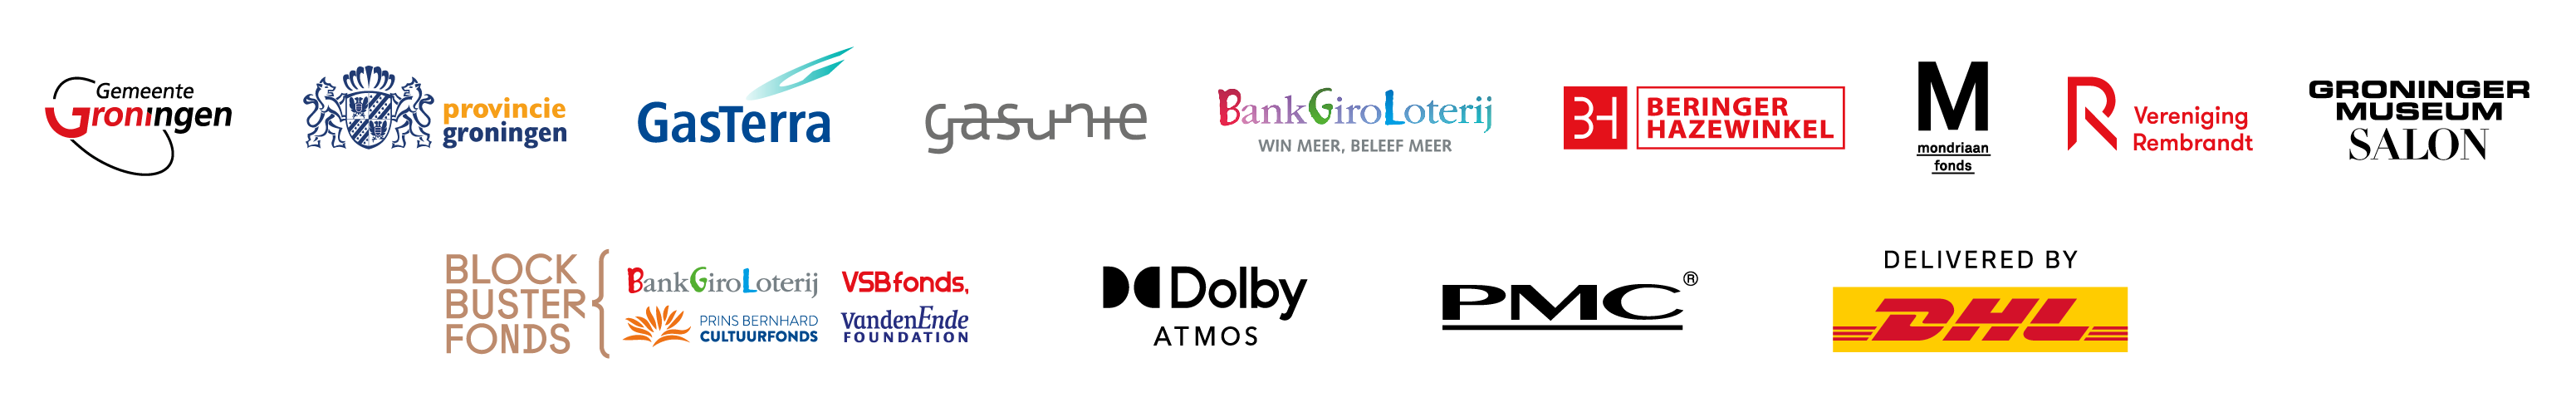 Gemeente
Groningen
provincie
groningen
GasTerra
gasunie
BankGiroLoterij
WIN MEER, BELEEF MEER
BH
BERINGER
HAZEWINKEL
M
mondriaan
fonds
R
Vereniging
Rembrandt
GRONINGER
MUSEUM
SALON
BLOCK
BUSTER
FONDS
BankGiroLoterij
VSBfonds,
PRINS BERNHARD
CULTUURFONDS
VandenEnde
FOUNDATION
Dolby
ATMOS
PMC®
DELIVERED BY
DHL